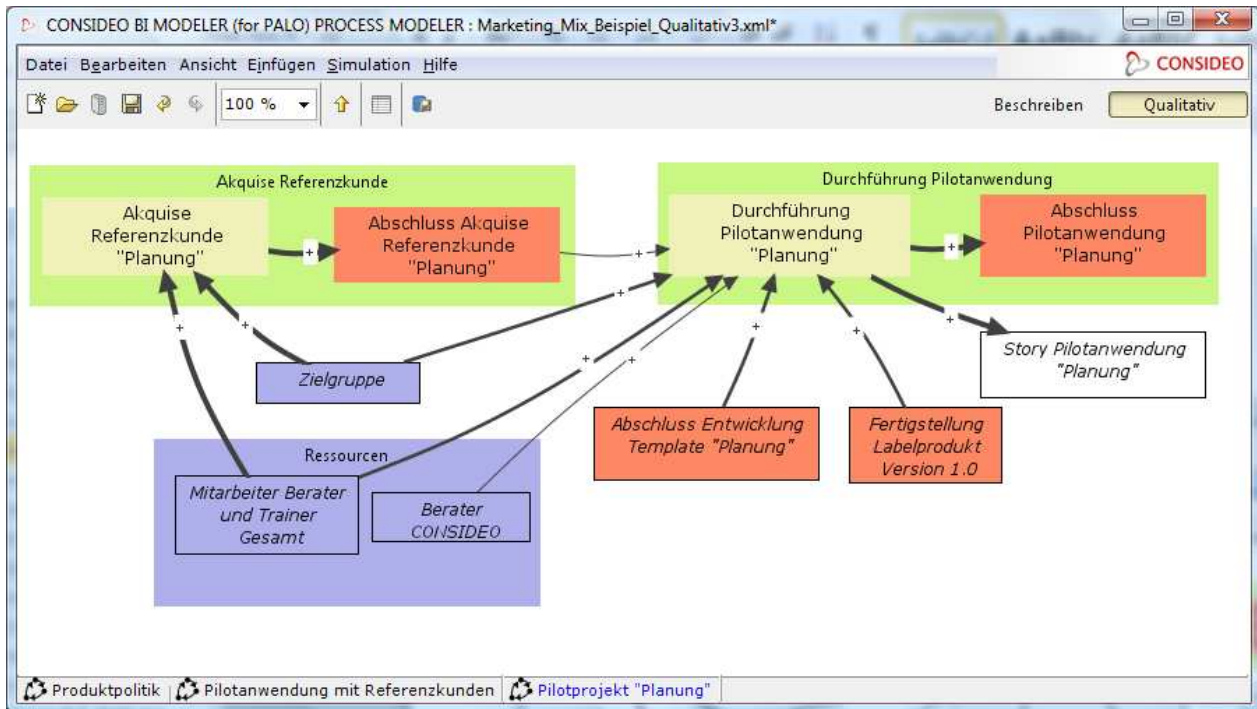 CONSIDEO BI MODELER (for PALO) PROCESS MODELER : Marketing_Mix_Beispiel_Qualitativ3.xml*
Datei Bearbeiten Ansicht Einfügen Simulation Hilfe
CONSIDEO
100 %
Beschreiben
Qualitativ
Akquise Referenzkunde
Akquise
Referenzkunde
"Planung"
+
Abschluss Akquise
Referenzkunde
"Planung"
+
Durchführung Pilotanwendung
Durchführung
Pilotanwendung
"Planung"
+
Abschluss
Pilotanwendung
"Planung"
+
+
+
+
+
+
+
+
Zielgruppe
Story Pilotanwendung
"Planung"
Abschluss Entwicklung
Template "Planung"
Fertigstellung
Labelprodukt
Version 1.0
Ressourcen
Mitarbeiter Berater
und Trainer
Gesamt
Berater
CONSIDEO
Produktpolitik
Pilotanwendung mit Referenzkunden
Pilotprojekt "Planung"